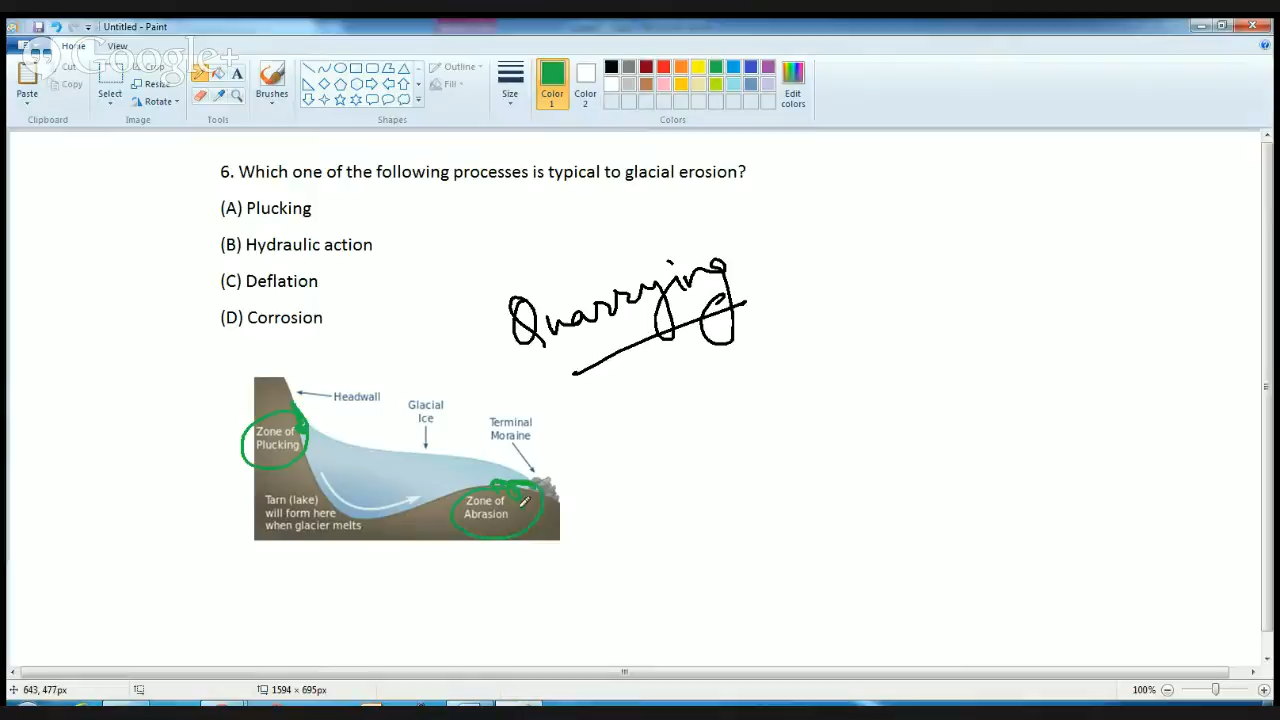 Untitled - Paint
Google+
Home View
Paste
Cut
Copy
Clipboard
Select
Crop
Resize
Rotate
Image
A
Tools
Brushes
Outline
Fill
Shapes
Size
Color 1
Color 2
Edit colors
Colors
6. Which one of the following processes is typical to glacial erosion?
(A) Plucking
(B) Hydraulic action
(C) Deflation
(D) Corrosion
Quarrying
Headwall
Glacial
Ice
Terminal
Moraine
Zone of
Plucking
Tarn (lake)
will form here
when glacier melts
Zone of
Abrasion
643, 477px
1594 × 695px
100%